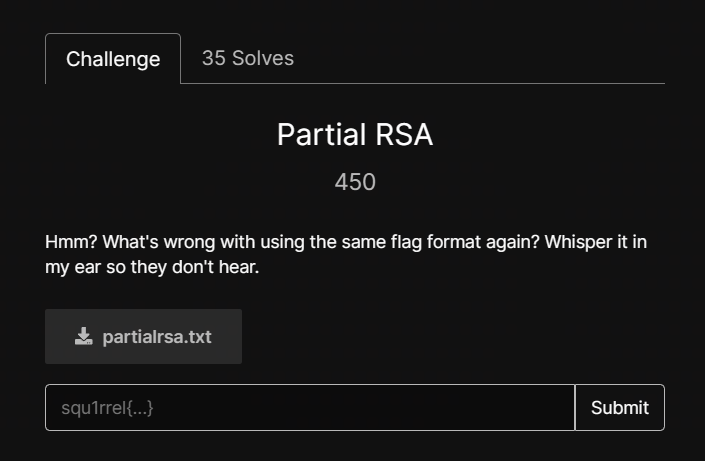 Challenge
35 Solves
Partial RSA
450
Hmm? What's wrong with using the same flag format again? Whisper it in
my ear so they don't hear.
partialrsa.txt
squ1rrel{...}
Submit